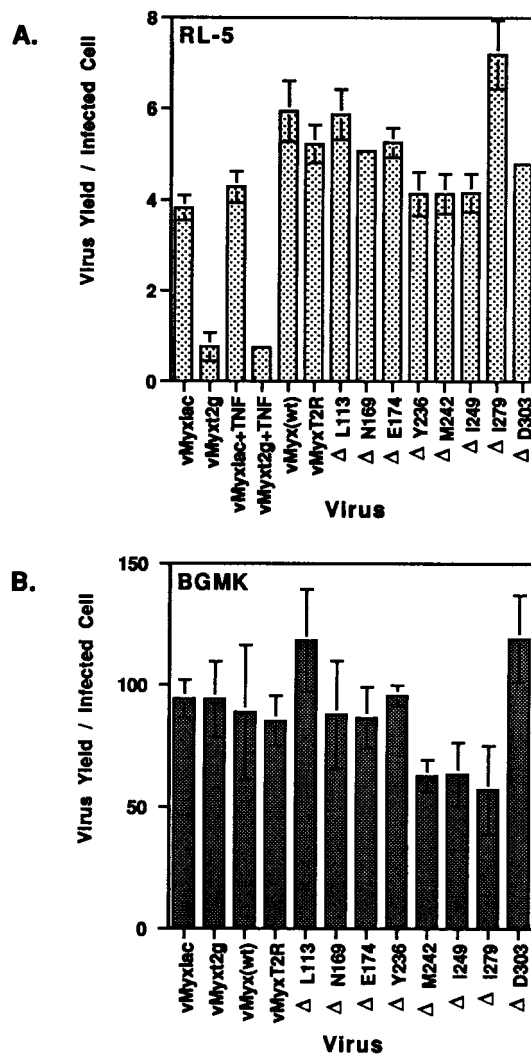 A.
RL-5
Virus Yield / Infected Cell
8
6
4
2
0
vMyxlac
vMyxt2g
vMyxlac+TNF
vMyxt2g+TNF
vMyx(wt)
vMyxT2R
Δ L113
Δ N169
Δ E174
Δ Y236
Δ M242
Δ I249
Δ I279
Δ D303
Virus
B.
BGMK
Virus Yield / Infected Cell
150
100
50
0
vMyxlac
vMyxt2g
vMyx(wt)
vMyxT2R
Δ L113
Δ N169
Δ E174
Δ Y236
Δ M242
Δ I249
Δ I279
Δ D303
Virus